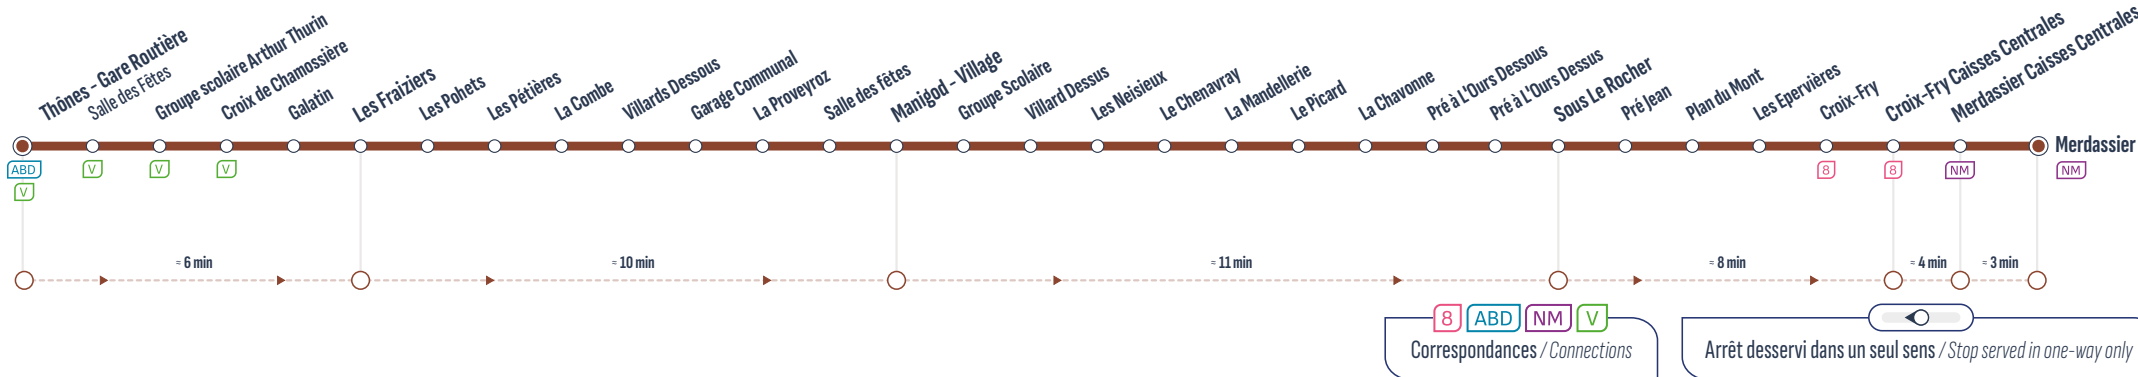 Thônes - Gare Routière
Salle des Fêtes
Groupe scolaire Arthur Thurin
Croix de Chamossière
Galatin
Les Fraiziers
Les Pohets
Les Pétières
La Combe
Villards Dessous
Garage Communal
La Proveyroz
Salle des fêtes
Manigod - Village
Groupe Scolaire
Villard Dessus
Les Neisieux
Le Chenavray
La Mandellerie
Le Picard
La Chavonne
Pré à L'Ours Dessous
Pré à L'Ours Dessus
Sous Le Rocher
Pré Jean
Plan du Mont
Les Epervières
Croix-Fry
Croix-Fry Caisses Centrales
Merdassier Caisses Centrales
Merdassier
ABD V V V 8 8 NM NM
V
≈ 6 min ≈ 10 min ≈ 11 min ≈ 8 min ≈ 4 min ≈ 3 min
8 ABD NM V
Correspondances / Connections
Arrêt desservi dans un seul sens / Stop served in one-way only